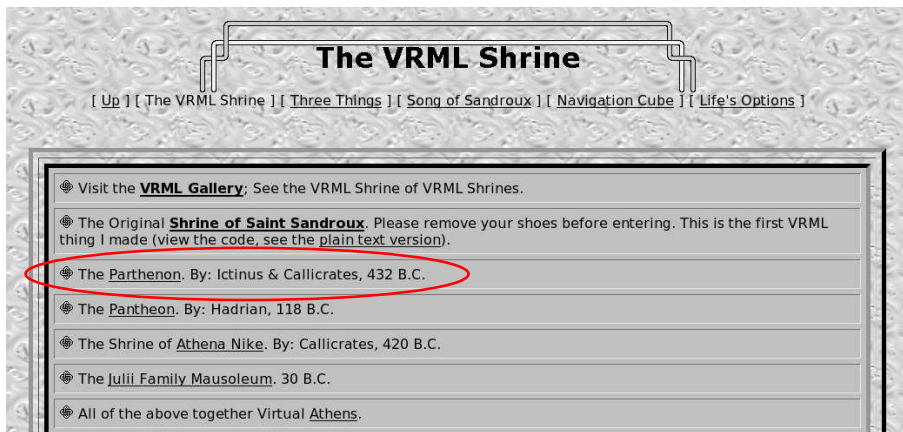 The VRML Shrine
[ Up ] [ The VRML Shrine ] [ Three Things ] [ Song of Sandroux ] [ Navigation Cube ] [ Life's Options ]
Visit the VRML Gallery; See the VRML Shrine of VRML Shrines.
The Original Shrine of Saint Sandroux. Please remove your shoes before entering. This is the first VRML
thing I made (view the code, see the plain text version).
The Parthenon. By: Ictinus & Callicrates, 432 B.C.
The Pantheon. By: Hadrian, 118 B.C.
The Shrine of Athena Nike. By: Callicrates, 420 B.C.
The Julii Family Mausoleum. 30 B.C.
All of the above together Virtual Athens.